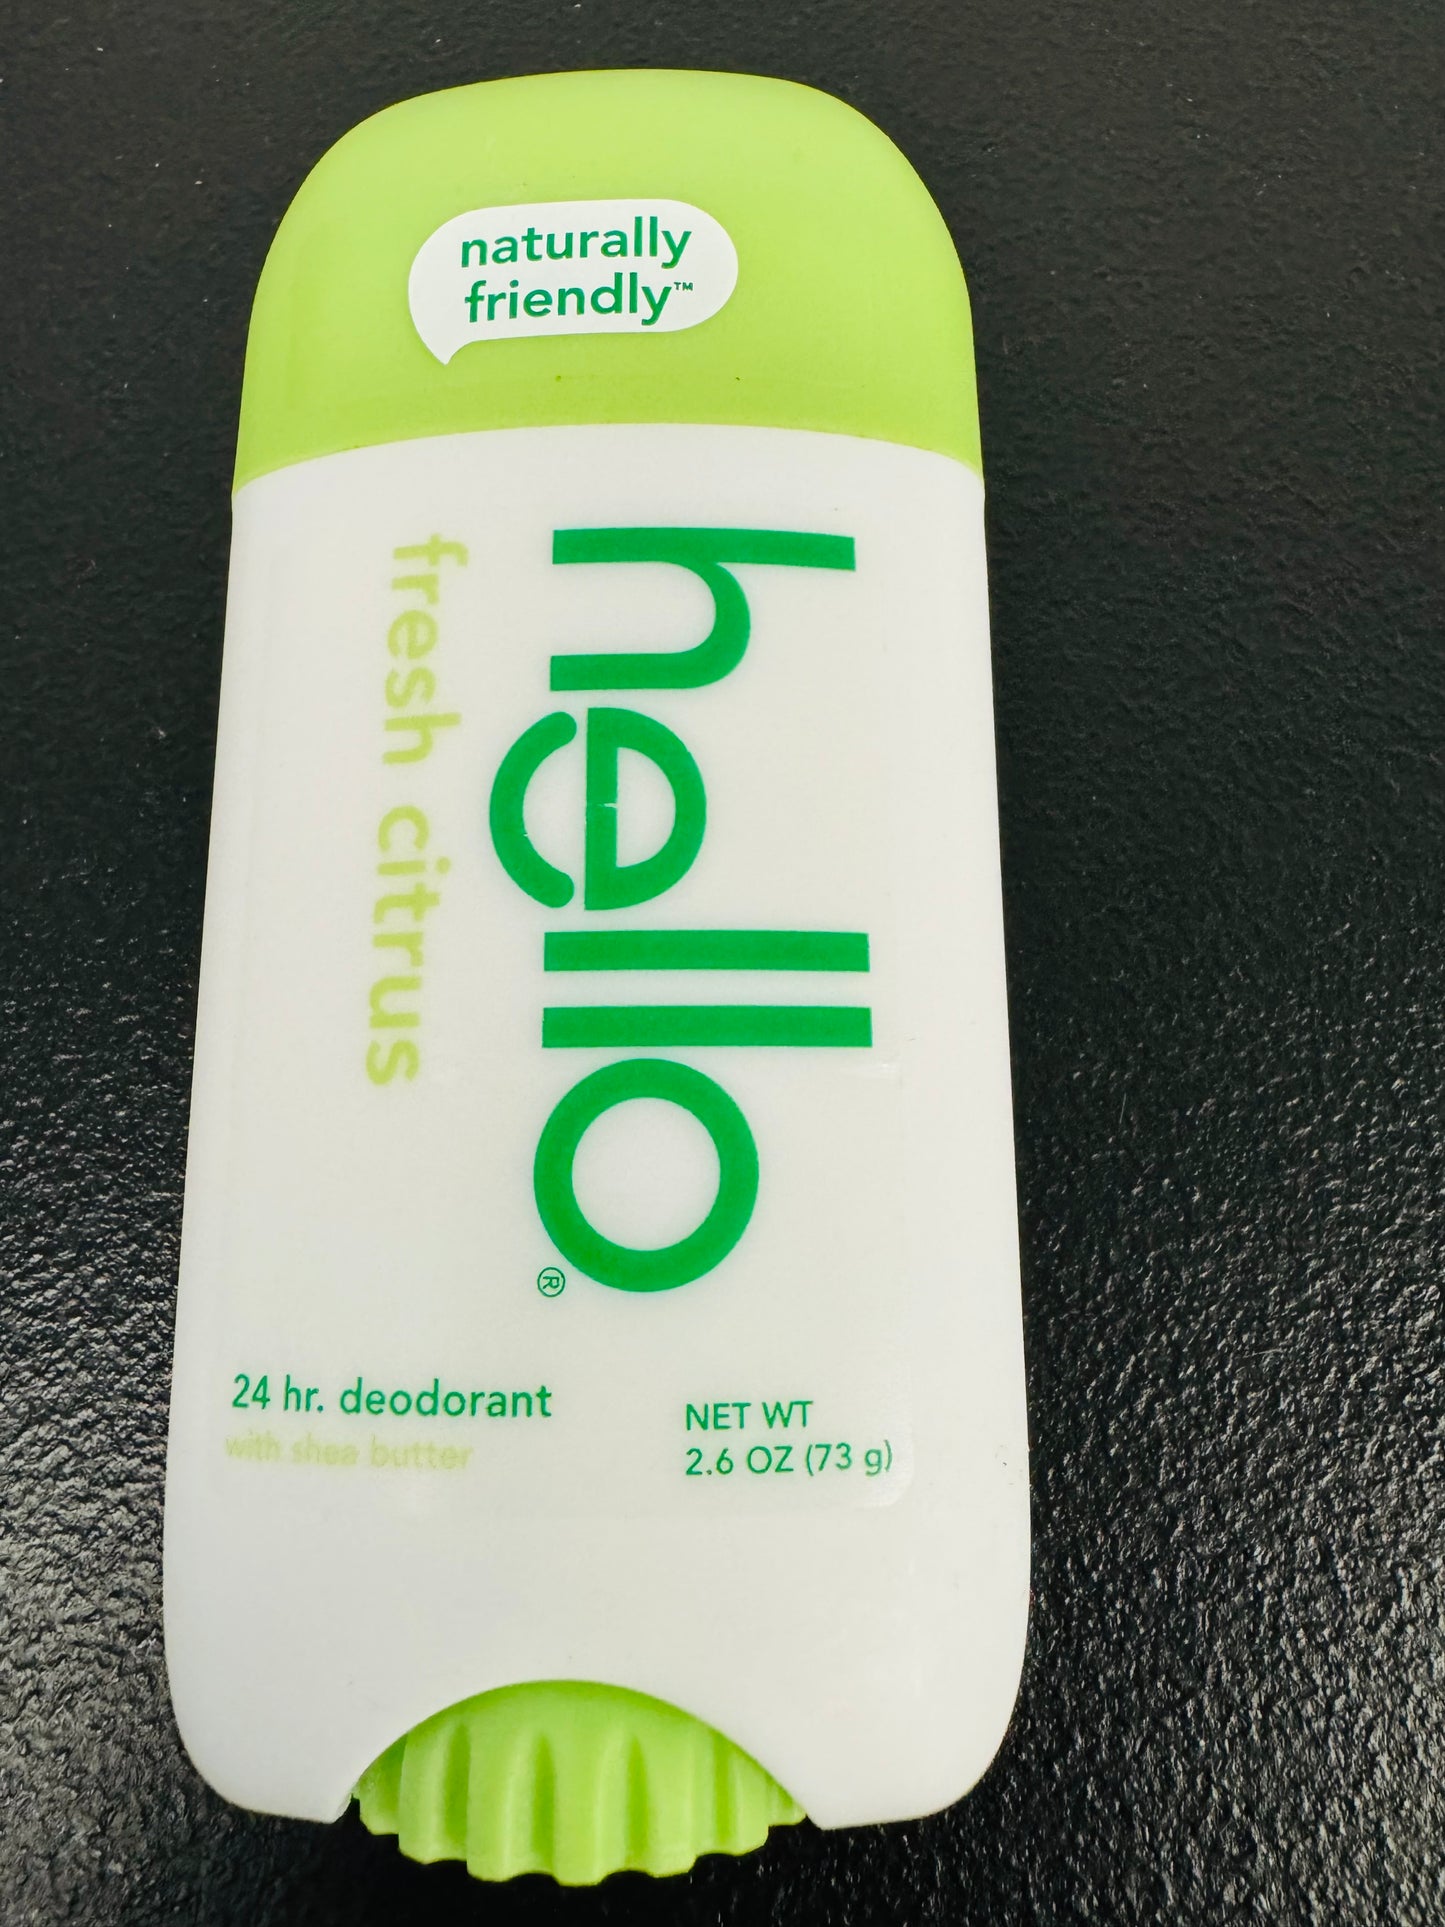 naturally
friendly™
hello®
fresh citrus
24 hr. deodorant
with shea butter
NET WT
2.6 OZ (73 g)